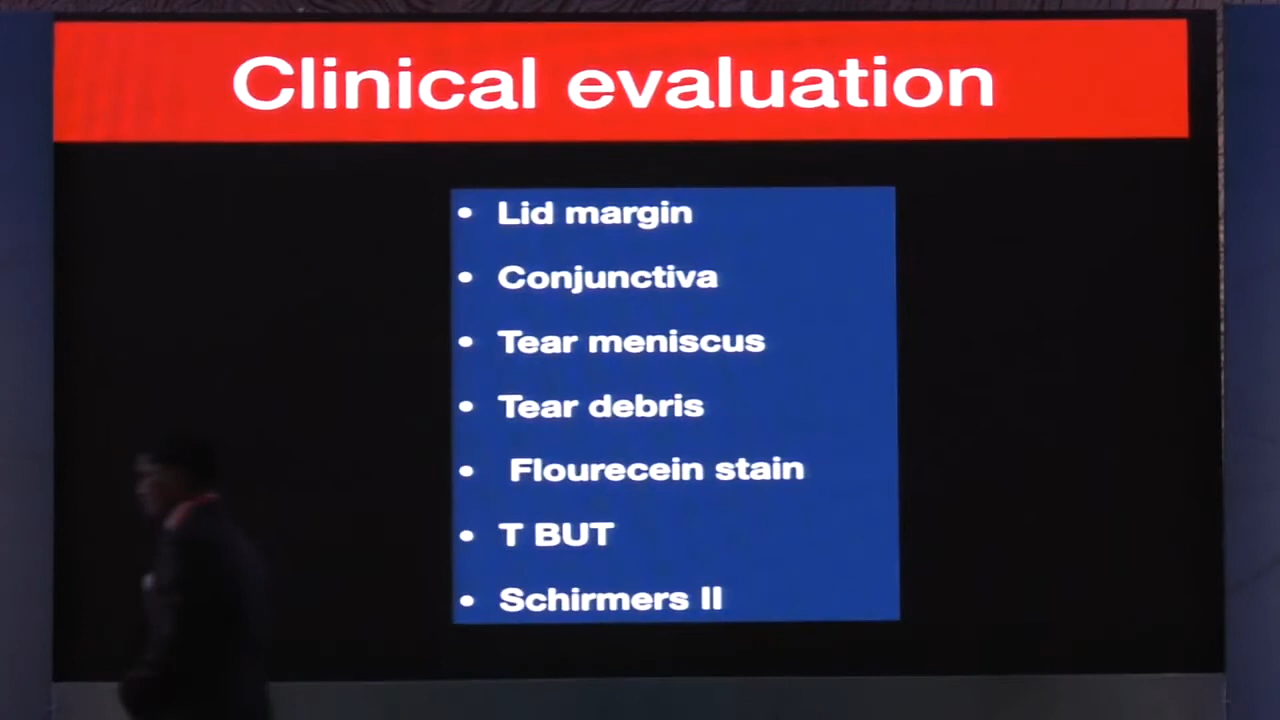 Clinical evaluation
• Lid margin
• Conjunctiva
• Tear meniscus
• Tear debris
• Flourecein stain
• T BUT
• Schirmers II